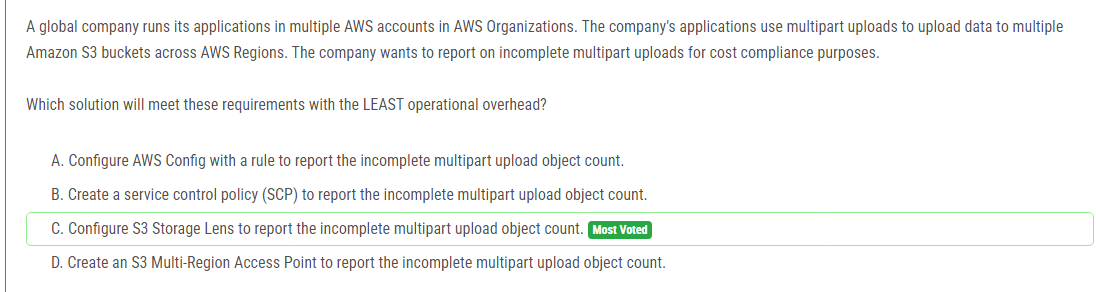 A global company runs its applications in multiple AWS accounts in AWS Organizations. The company's applications use multipart uploads to upload data to multiple
Amazon S3 buckets across AWS Regions. The company wants to report on incomplete multipart uploads for cost compliance purposes.
Which solution will meet these requirements with the LEAST operational overhead?
A. Configure AWS Config with a rule to report the incomplete multipart upload object count.
B. Create a service control policy (SCP) to report the incomplete multipart upload object count.
C. Configure S3 Storage Lens to report the incomplete multipart upload object count. Most Voted
D. Create an S3 Multi-Region Access Point to report the incomplete multipart upload object count.